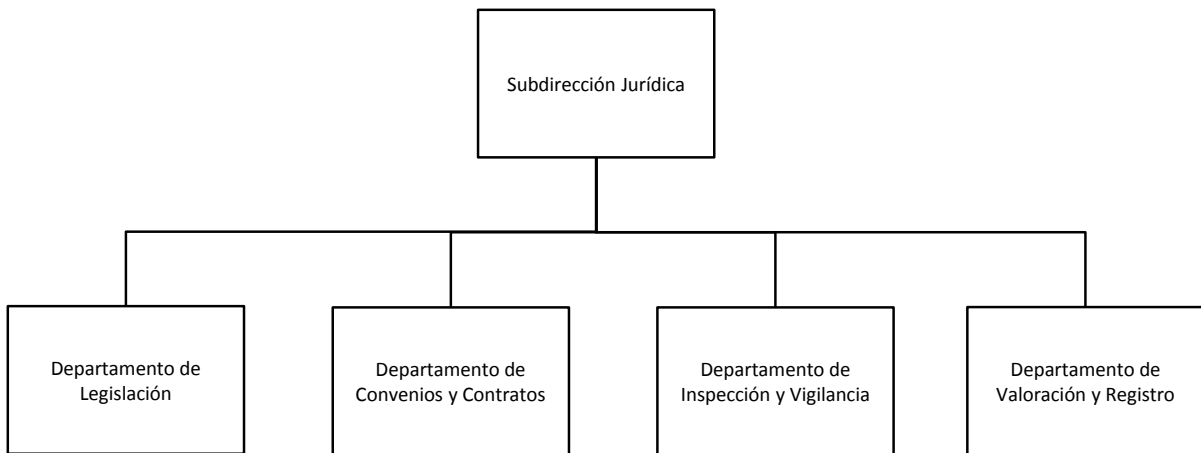 Subdirección Jurídica
Departamento de
Legislación
Departamento de
Convenios y Contratos
Departamento de
Inspección y Vigilancia
Departamento de
Valoración y Registro